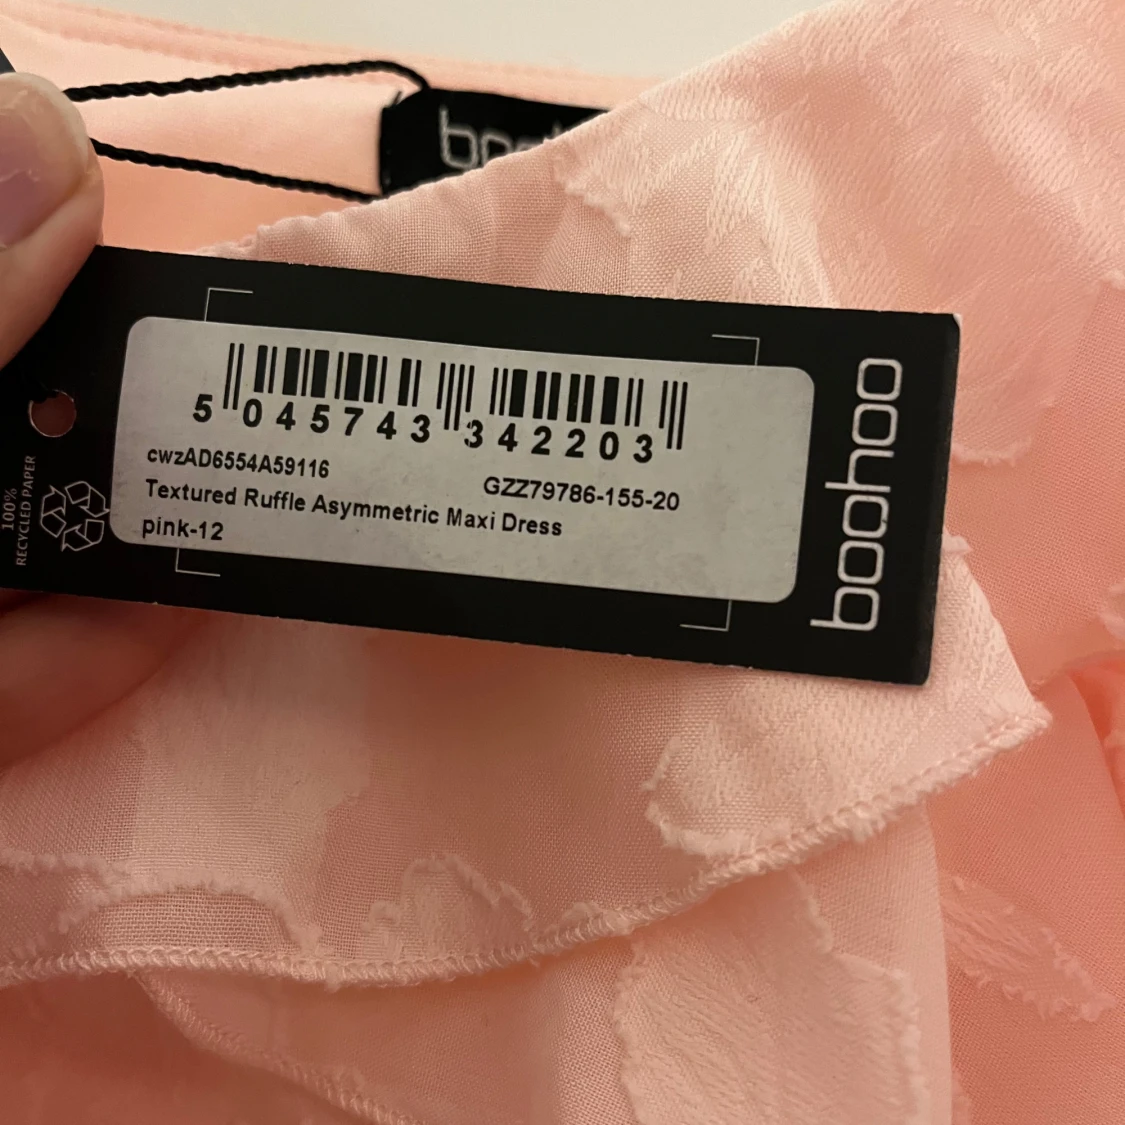 5 045743 342203
cwzAD6554A59116
GZZ79786-155-20
Textured Ruffle Asymmetric Maxi Dress
pink-12
boohoo
100%
RECYCLED PAPER